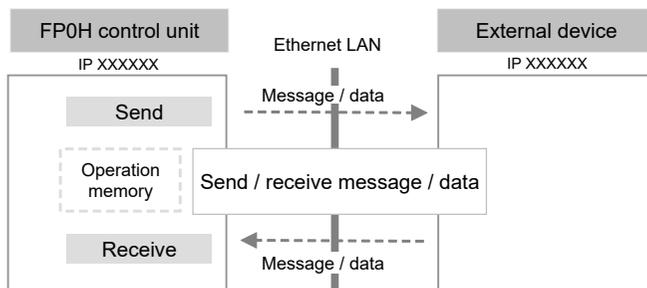 FP0H control unit
Ethernet LAN
External device
IP XXXXXX
IP XXXXXX
Message / data
Send
Operation
memory
Send / receive message / data
Receive
Message / data